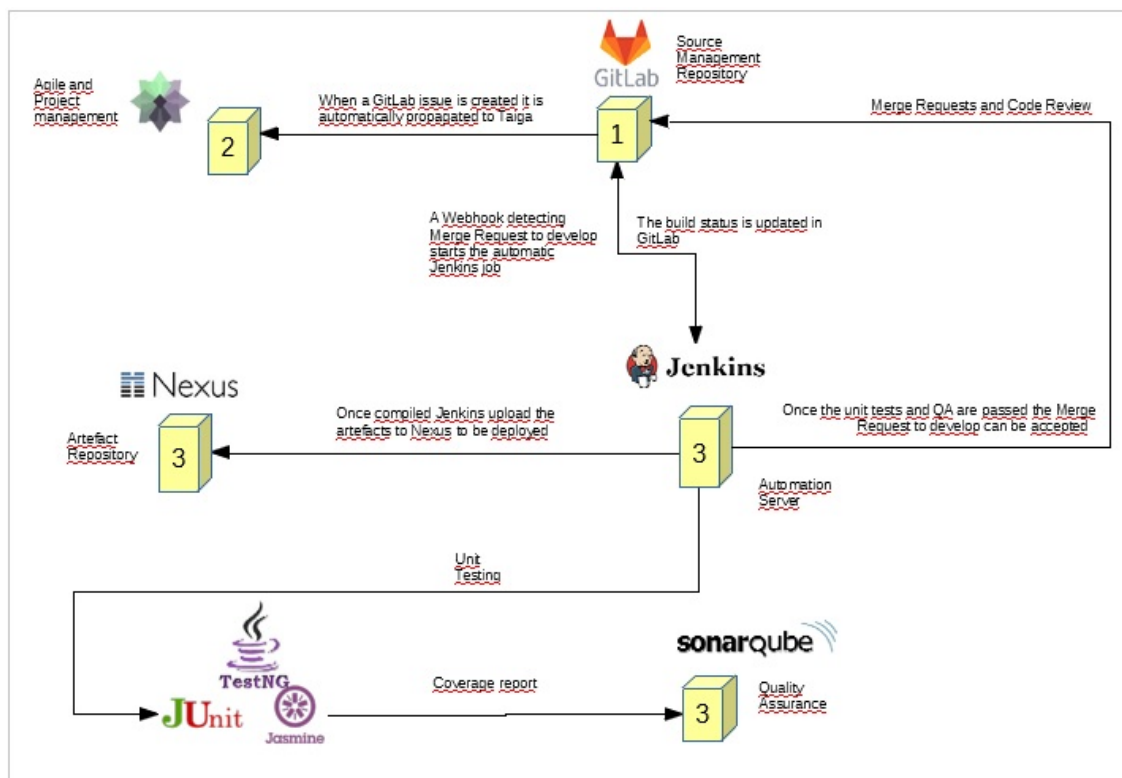 GitLab
Source
Management
Repository
Agile and
Project
management
When a GitLab issue is created it is
automatically propagated to Taiga
Merge Requests and Code Review
2
1
A Webhook detecting
Merge Request to develop
starts the automatic
Jenkins job
The build status is updated in
GitLab
Jenkins
Nexus
Once compiled Jenkins upload the
artefacts to Nexus to be deployed
Once the unit tests and QA are passed the Merge
Request to develop can be accepted
Artefact
Repository
3
3
Automation
Server
Unit
Testing
TestNG
JUnit
Jasmine
Coverage report
sonarqube
3
Quality
Assurance